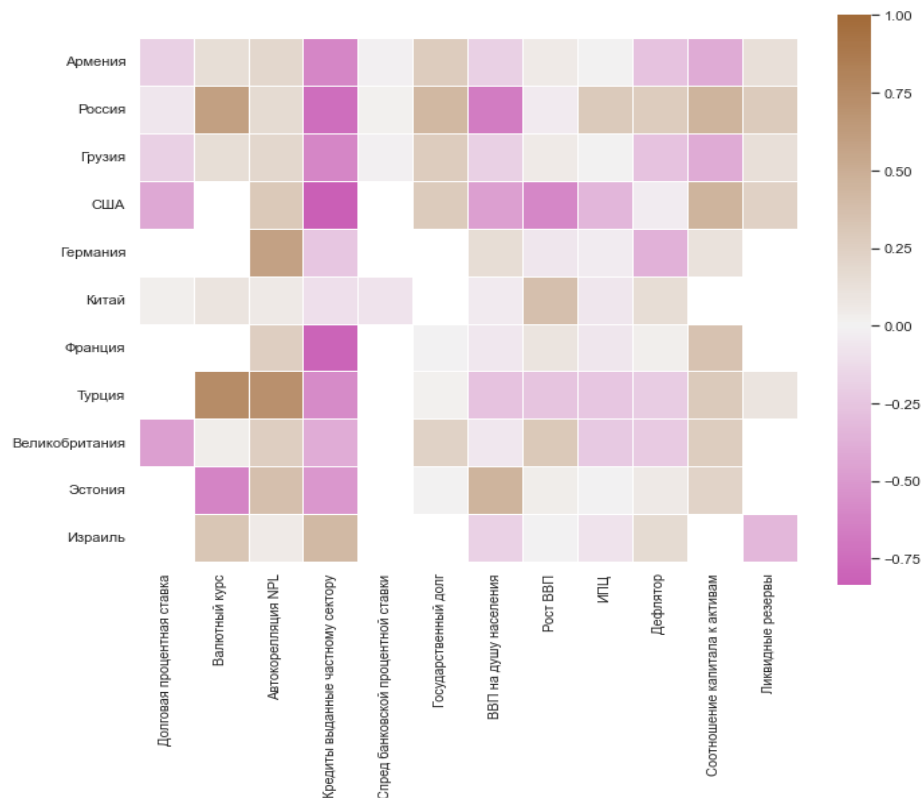 Армения
Россия
Грузия
США
Германия
Китай
Франция
Турция
Великобритания
Эстония
Израиль
Долговая процентная ставка
Валютный курс
Автокорелляция NPL
Кредиты выданные частному сектору
Спред банковской процентной ставки
Государственный долг
ВВП на душу населения
Рост ВВП
ИПЦ
Дефлятор
Соотношение капитала к активам
Ликвидные резервы
1.00
0.75
0.50
0.25
0.00
−0.25
−0.50
−0.75